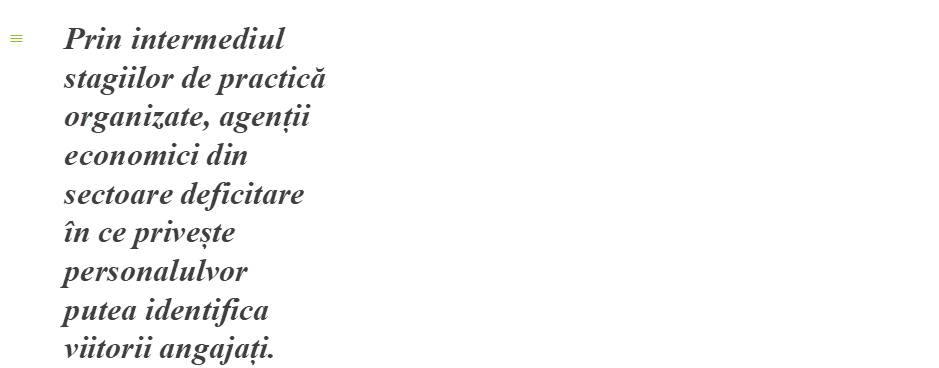 Prin intermediul
stagiilor de practică
organizate, agenții
economici din
sectoare deficitare
în ce privește
personalulvor
putea identifica
viitorii angajați.